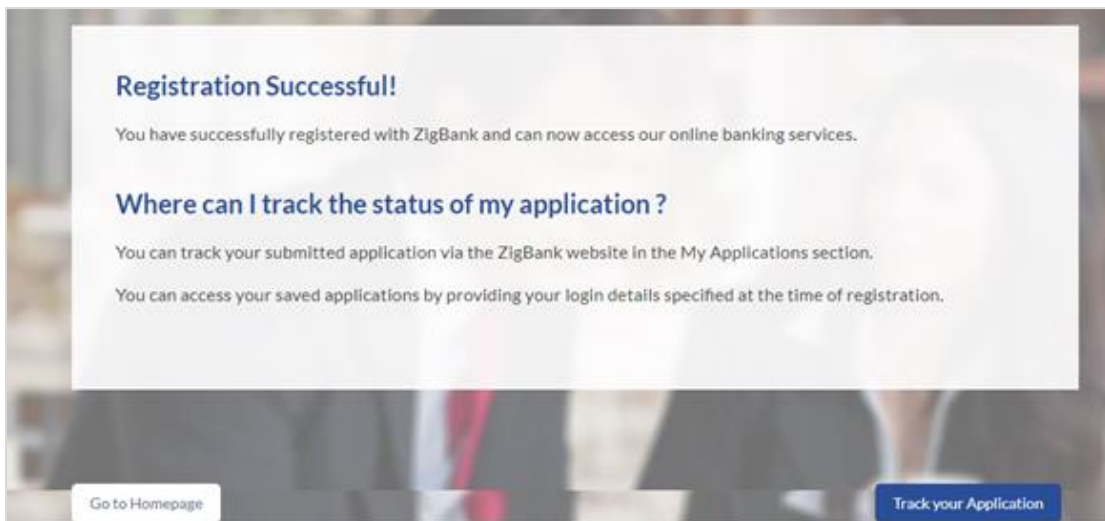 Registration Successful!
You have successfully registered with ZigBank and can now access our online banking services.
Where can I track the status of my application ?
You can track your submitted application via the ZigBank website in the My Applications section.
You can access your saved applications by providing your login details specified at the time of registration.
Go to Homepage
Track your Application